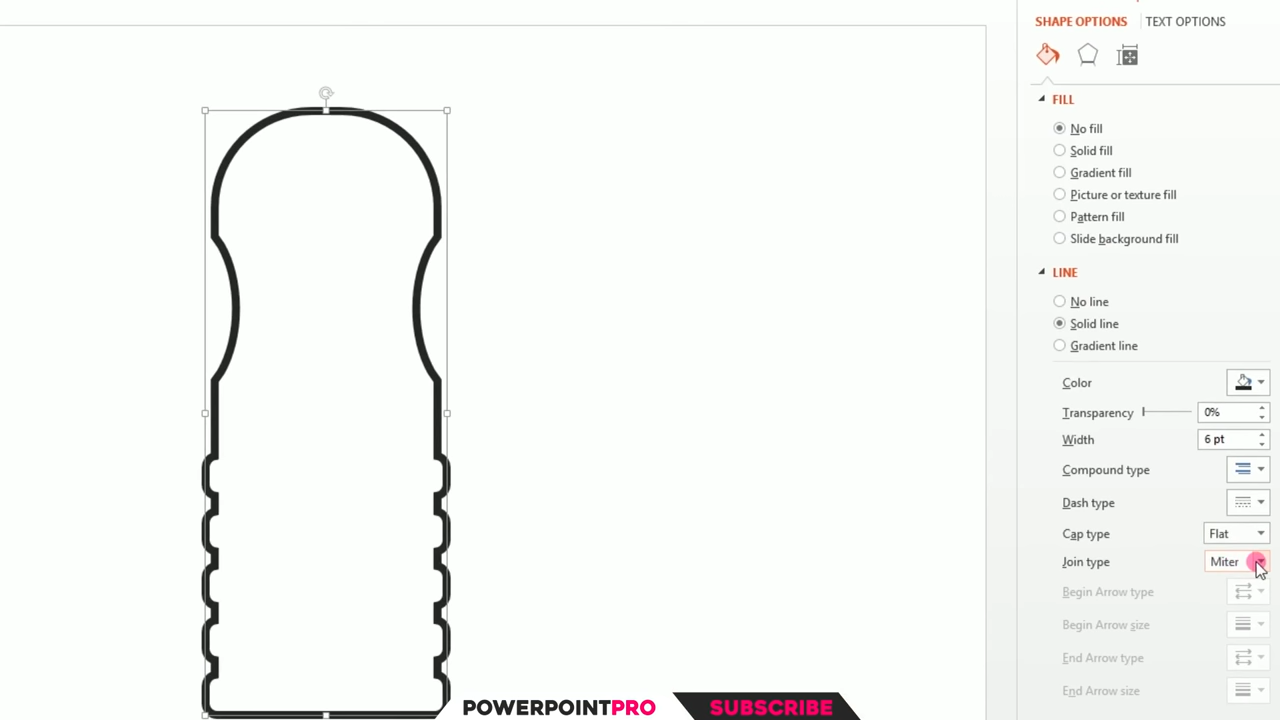 SHAPE OPTIONS
TEXT OPTIONS
FILL
No fill
Solid fill
Gradient fill
Picture or texture fill
Pattern fill
Slide background fill
LINE
No line
Solid line
Gradient line
Color
Transparency 0%
Width 6 pt
Compound type
Dash type
Cap type Flat
Join type Miter
Begin Arrow type
Begin Arrow size
End Arrow type
End Arrow size
POWERPOINTPRO
SUBSCRIBE